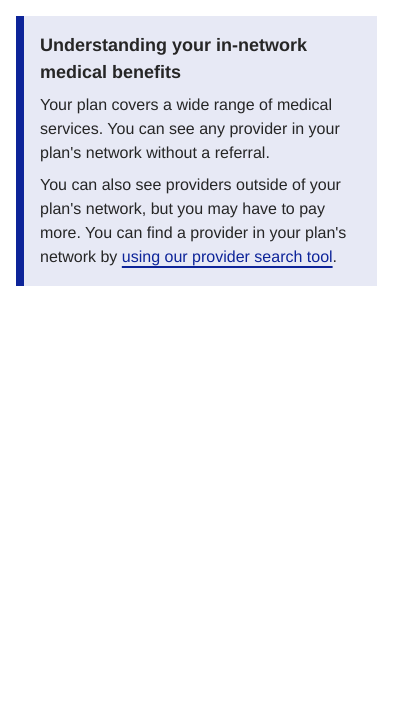 Understanding your in-network
medical benefits
Your plan covers a wide range of medical
services. You can see any provider in your
plan's network without a referral.
You can also see providers outside of your
plan's network, but you may have to pay
more. You can find a provider in your plan's
network by using our provider search tool.